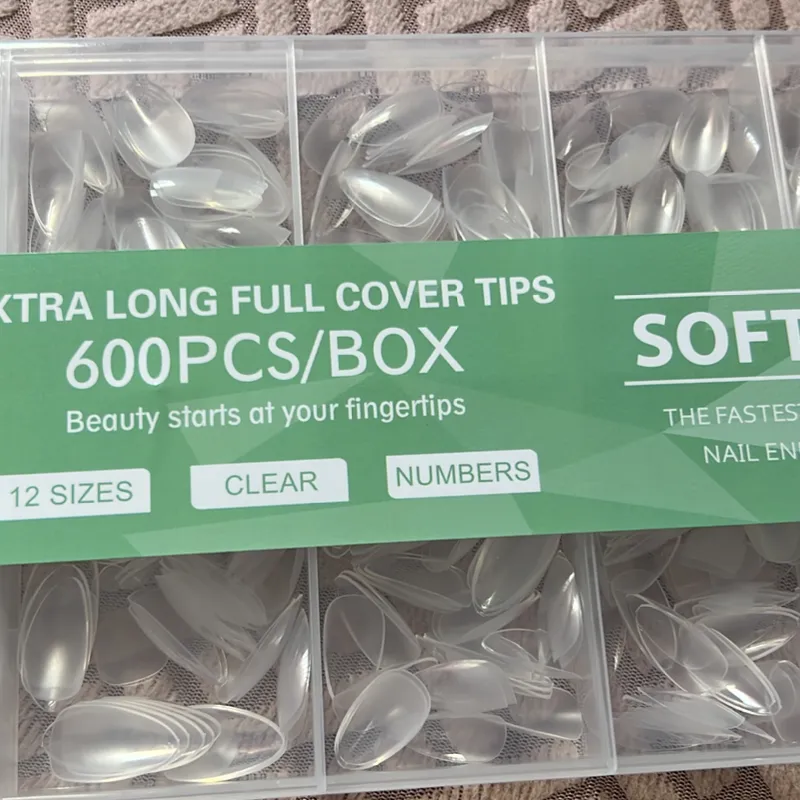 XTRA LONG FULL COVER TIPS
600PCS/BOX
Beauty starts at your fingertips
12 SIZES
CLEAR
NUMBERS
SOFT
THE FASTEST
NAIL EN